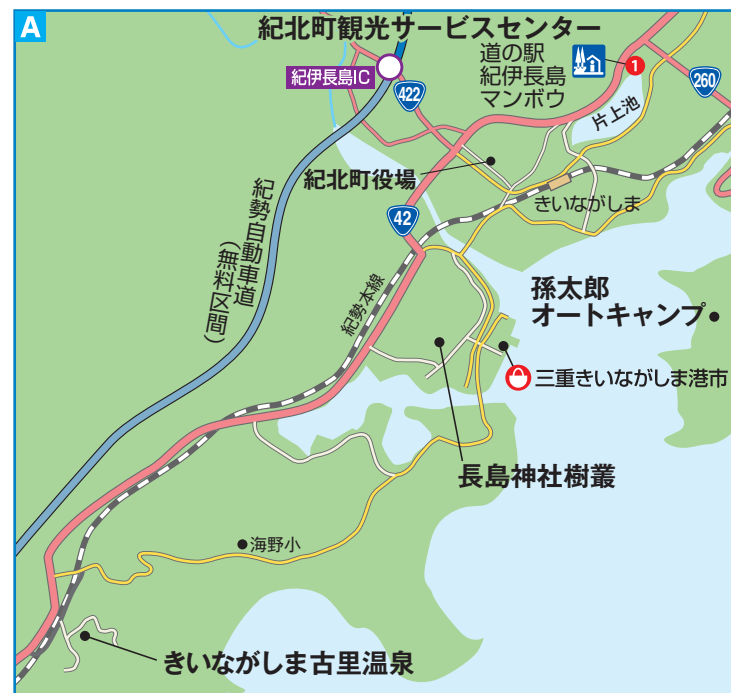 A
紀北町観光サービスセンター
紀伊長島IC
道の駅
紀伊長島
マンボウ
1
422
260
片上池
紀北町役場
きいながしま
42
紀勢自動車道
(無料区間)
紀勢本線
孫太郎
オートキャンプ
三重きいながしま港市
長島神社樹叢
海野小
きいながしま古里温泉